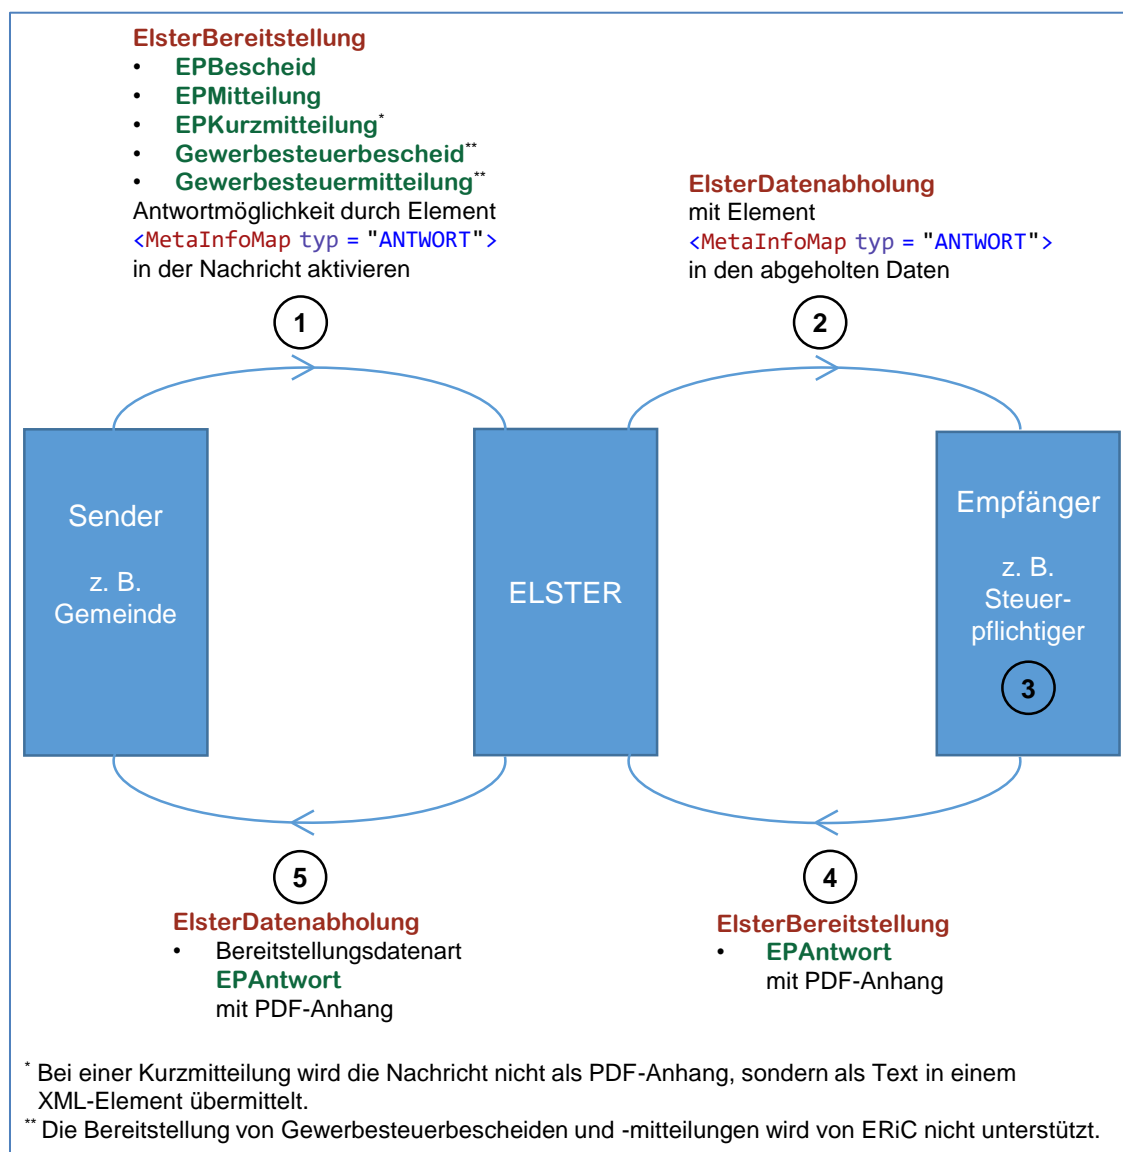 ElsterBereitstellung
• EPBescheid
• EPMitteilung
• EPKurzmitteilung*
• Gewerbesteuerbescheid**
• Gewerbesteuermitteilung**
Antwortmöglichkeit durch Element
<MetaInfoMap typ = "ANTWORT">
in der Nachricht aktivieren
1
ElsterDatenabholung
mit Element
<MetaInfoMap typ = "ANTWORT">
in den abgeholten Daten
2
Sender
z. B.
Gemeinde
ELSTER
Empfänger
z. B.
Steuer-
pflichtiger
3
5
ElsterDatenabholung
• Bereitstellungsdatenart
EPAntwort
mit PDF-Anhang
4
ElsterBereitstellung
• EPAntwort
mit PDF-Anhang
* Bei einer Kurzmitteilung wird die Nachricht nicht als PDF-Anhang, sondern als Text in einem
XML-Element übermittelt.
** Die Bereitstellung von Gewerbesteuerbescheiden und -mitteilungen wird von ERiC nicht unterstützt.